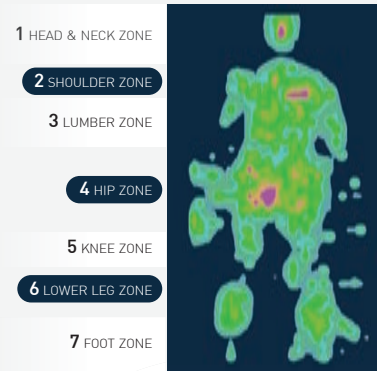 1 HEAD & NECK ZONE
2 SHOULDER ZONE
3 LUMBER ZONE
4 HIP ZONE
5 KNEE ZONE
6 LOWER LEG ZONE
7 FOOT ZONE